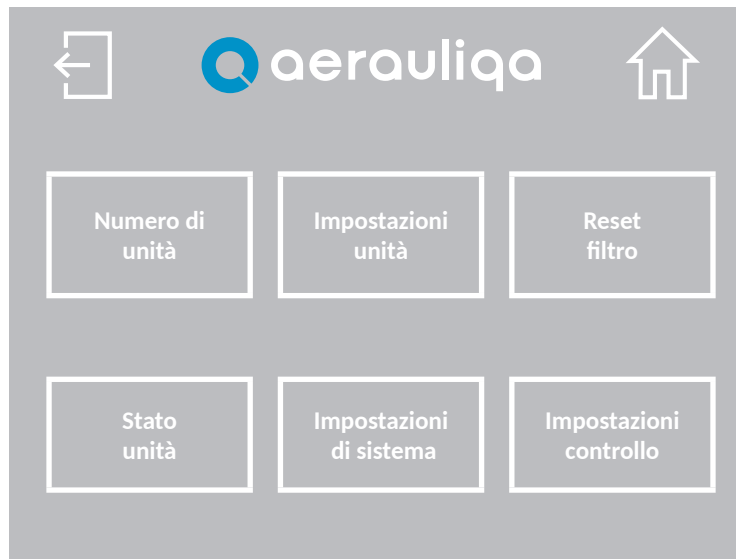 aerauliqa
Numero di
unità
Impostazioni
unità
Reset
filtro
Stato
unità
Impostazioni
di sistema
Impostazioni
controllo